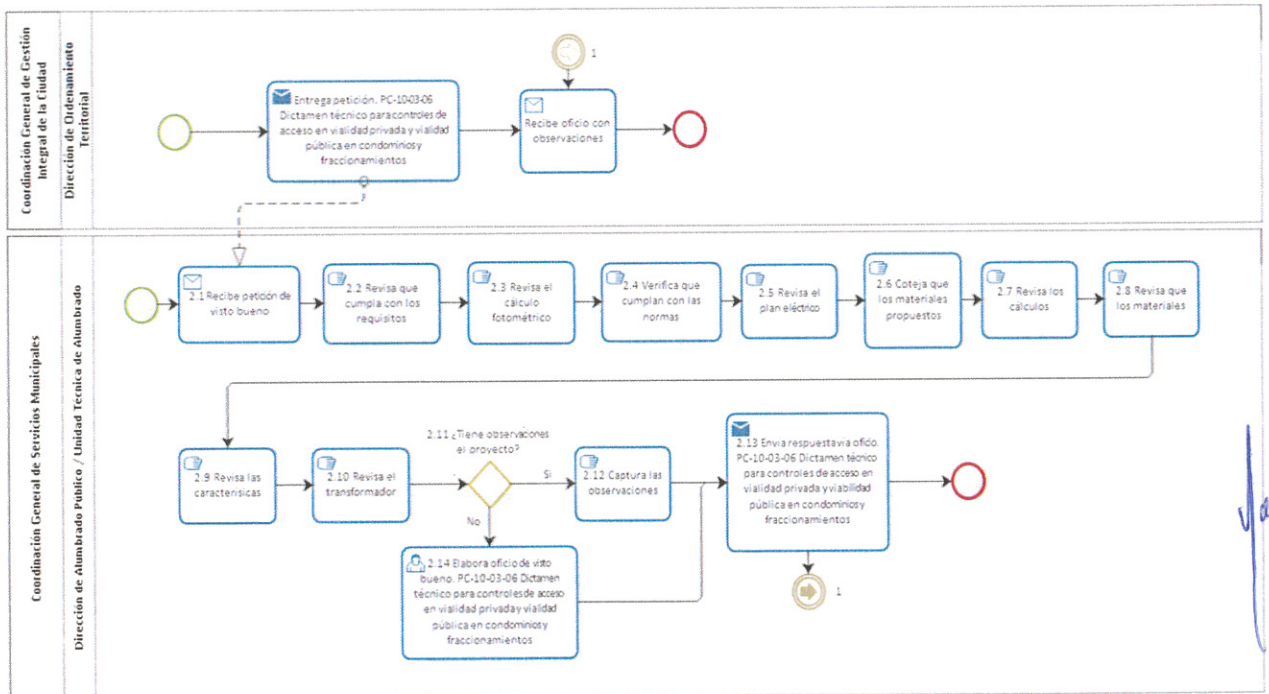 Coordinación General de Gestión
Integral de la Ciudad
Dirección de Ordenamiento
Territorial
Entrega petición. PC-10-03-06
Dictamen técnico para controles de
acceso en vialidad privada y vialidad
pública en condominios y
fraccionamientos
1
Recibe oficio con
observaciones
Coordinación General de Servicios Municipales
Dirección de Alumbrado Público / Unidad Técnica de Alumbrado
2.1 Recibe petición de
visto bueno
2.2 Revisa que
cumpla con los
requisitos
2.3 Revisa el
cálculo
fotométrico
2.4 Verifica que
cumplan con las
normas
2.5 Revisa el
plan eléctrico
2.6 Coteja que
los materiales
propuestos
2.7 Revisa los
cálculos
2.8 Revisa que
los materiales
2.9 Revisa las
caracterisicas
2.10 Revisa el
transformador
2.11 ¿Tiene observaciones
el proyecto?
Si
No
2.12 Captura las
observaciones
2.13 Envia respuesta via ofido.
PC-10-03-06 Dictamen técnico
para controles de acceso en
vialidad privada y viabilidad
pública en condominios y
fraccionamientos
2.14 Elabora oficio de visto
bueno. PC-10-03-06 Dictamen
técnico para controles de acceso
en vialidad privada y vialidad
pública en condominios y
fraccionamientos
1